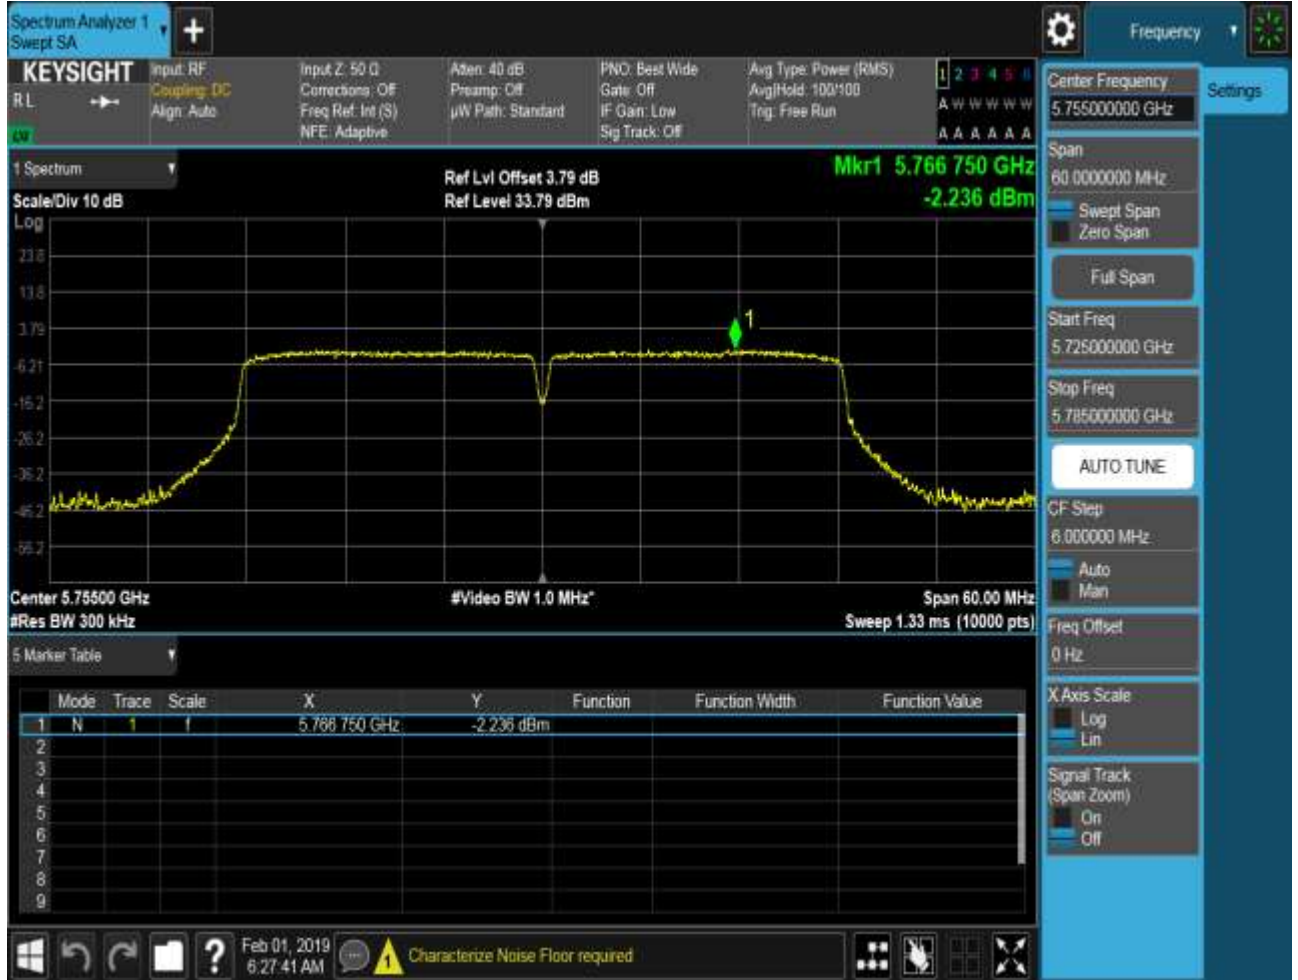 Spectrum Analyzer 1
Swept SA
Frequency
KEYSIGHT
RL
Input: RF
Coupling: DC
Align: Auto
Input Z: 50 Ω
Corrections: Off
Freq Ref: Int (S)
NFE: Adaptive
Atten: 40 dB
Preamp: Off
µW Path: Standard
PNO: Best Wide
Gate: Off
IF Gain: Low
Sig Track: Off
Avg Type: Power (RMS)
Avg|Hold: 100/100
Trig: Free Run
1 2 3 4 5 6
A W W W W W
A A A A A A
1 Spectrum
Scale/Div 10 dB
Log
Ref Lvl Offset 3.79 dB
Ref Level 33.79 dBm
Mkr1 5.766 750 GHz
-2.236 dBm
23.8
13.8
3.79
-6.21
-16.2
-26.2
-36.2
-46.2
-56.2
1
Center 5.75500 GHz
#Video BW 1.0 MHz*
Span 60.00 MHz
#Res BW 300 kHz
Sweep 1.33 ms (10000 pts)
5 Marker Table
Mode Trace Scale X Y Function Function Width Function Value
1 N 1 f 5.766 750 GHz -2.236 dBm
2
3
4
5
6
7
8
9
Center Frequency
5.755000000 GHz
Settings
Span
60.0000000 MHz
Swept Span
Zero Span
Full Span
Start Freq
5.725000000 GHz
Stop Freq
5.785000000 GHz
AUTO TUNE
CF Step
6.000000 MHz
Auto
Man
Freq Offset
0 Hz
X Axis Scale
Log
Lin
Signal Track
(Span Zoom)
On
Off
?
Feb 01, 2019
6:27:41 AM
1
Characterize Noise Floor required